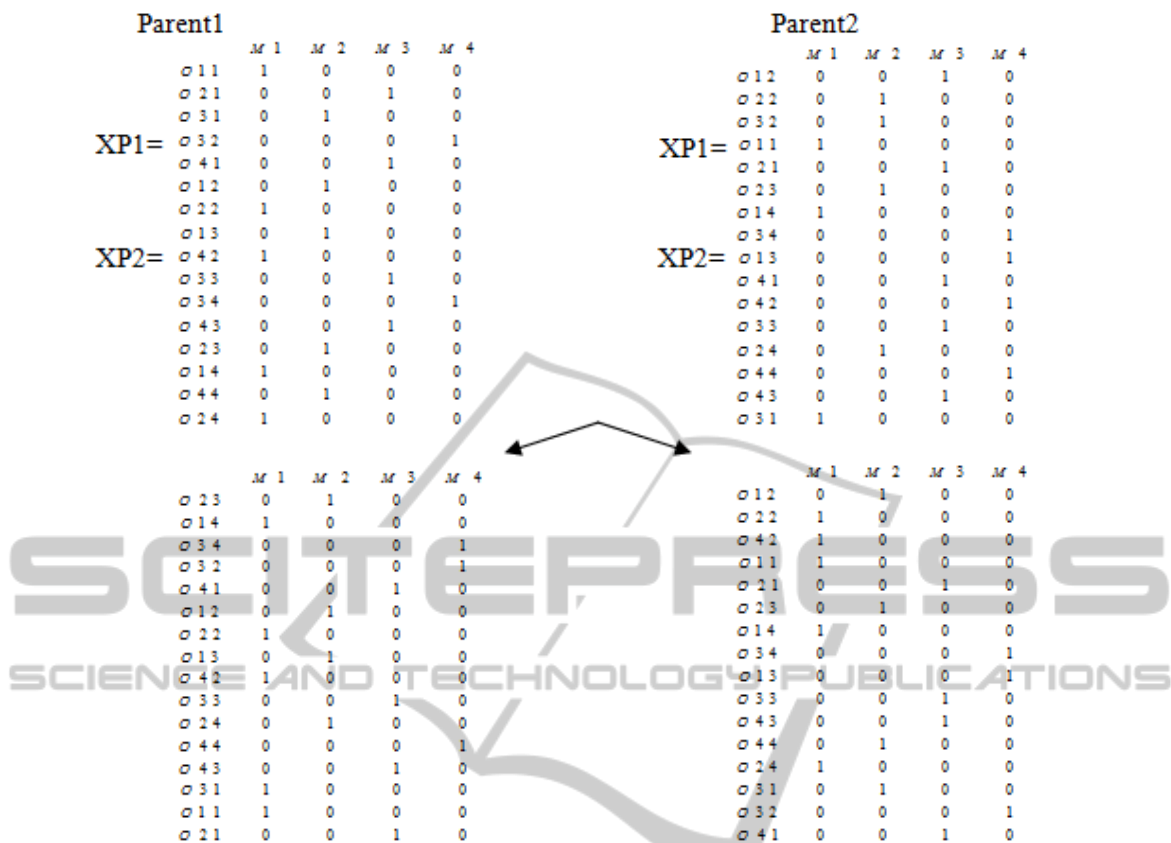 Parent1
M 1 M 2 M 3 M 4
O 1 1 1 0 0 0
O 2 1 0 0 1 0
O 3 1 0 1 0 0
XP1= O 3 2 0 0 0 1
O 4 1 0 0 1 0
O 1 2 0 1 0 0
O 2 2 1 0 0 0
O 1 3 0 1 0 0
XP2= O 4 2 1 0 0 0
O 3 3 0 0 1 0
O 3 4 0 0 0 1
O 4 3 0 0 1 0
O 2 3 0 1 0 0
O 1 4 1 0 0 0
O 4 4 0 1 0 0
O 2 4 1 0 0 0
Parent2
M 1 M 2 M 3 M 4
O 1 2 0 0 1 0
O 2 2 0 1 0 0
O 3 2 0 1 0 0
XP1= O 1 1 1 0 0 0
O 2 1 0 0 1 0
O 2 3 0 1 0 0
O 1 4 1 0 0 0
O 3 4 0 0 0 1
XP2= O 1 3 0 0 0 1
O 4 1 0 0 1 0
O 4 2 0 0 0 1
O 3 3 0 0 1 0
O 2 4 0 1 0 0
O 4 4 0 0 0 1
O 4 3 0 0 1 0
O 3 1 1 0 0 0
M 1 M 2 M 3 M 4
O 2 3 0 1 0 0
O 1 4 1 0 0 0
O 3 4 0 0 0 1
O 3 2 0 0 0 1
O 4 1 0 0 1 0
O 1 2 0 1 0 0
O 2 2 1 0 0 0
O 1 3 0 1 0 0
O 4 2 1 0 0 0
O 3 3 0 0 1 0
O 2 4 0 1 0 0
O 4 4 0 0 0 1
O 4 3 0 0 1 0
O 3 1 1 0 0 0
O 1 1 1 0 0 0
O 2 1 0 0 1 0
M 1 M 2 M 3 M 4
O 1 2 0 1 0 0
O 2 2 1 0 0 0
O 4 2 1 0 0 0
O 1 1 1 0 0 0
O 2 1 0 0 1 0
O 2 3 0 1 0 0
O 1 4 1 0 0 0
O 3 4 0 0 0 1
O 1 3 0 0 0 1
O 3 3 0 0 1 0
O 4 3 0 0 1 0
O 4 4 0 1 0 0
O 2 4 1 0 0 0
O 3 1 0 1 0 0
O 3 2 0 0 0 1
O 4 1 0 0 1 0
SCITEPRESS
SCIENCE AND TECHNOLOGY PUBLICATIONS